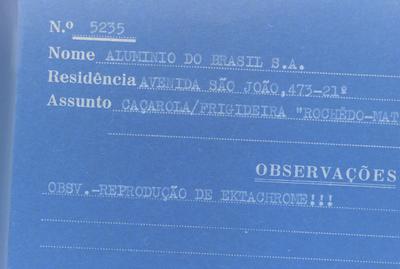 N.º 5235
Nome ALUMINIO DO BRASIL S.A.
Residência AVENIDA SÃO JOÃO,473-21º
Assunto CAÇAROLA/FRIGIDEIRA "ROCHÊDO-MAT
OBSERVAÇÕES
OBSV.-REPRODUÇÃO DE EKTACHROME!!!